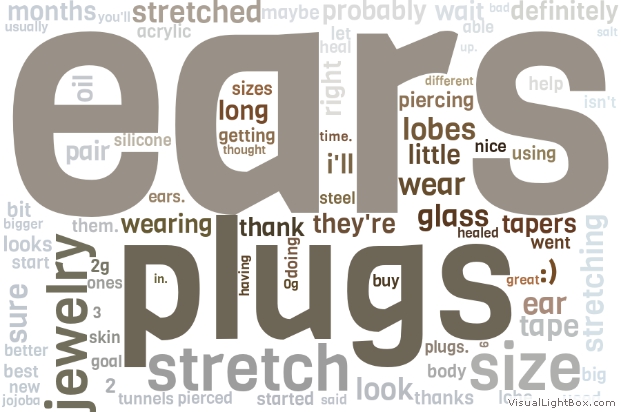 months you'll stretched maybe probably wait bad definitely
usually acrylic let able salt
heal up.
ears
oil sizes right different help
long piercing isn't
getting time. lobes
pair silicone thought little nice using
i'll
steel wear
ears.
bit them. wearing thank they're glass tapers
bigger healed
looks went
start 2g having doing stretching
jewelry ones plugs
in. 0g buy great :)
sure 3 ear
skin tape
better goal stretch plugs. 9 size
best body big
new 2
jojoba tunnels pierced started said look thanks
VisualLightBox.com